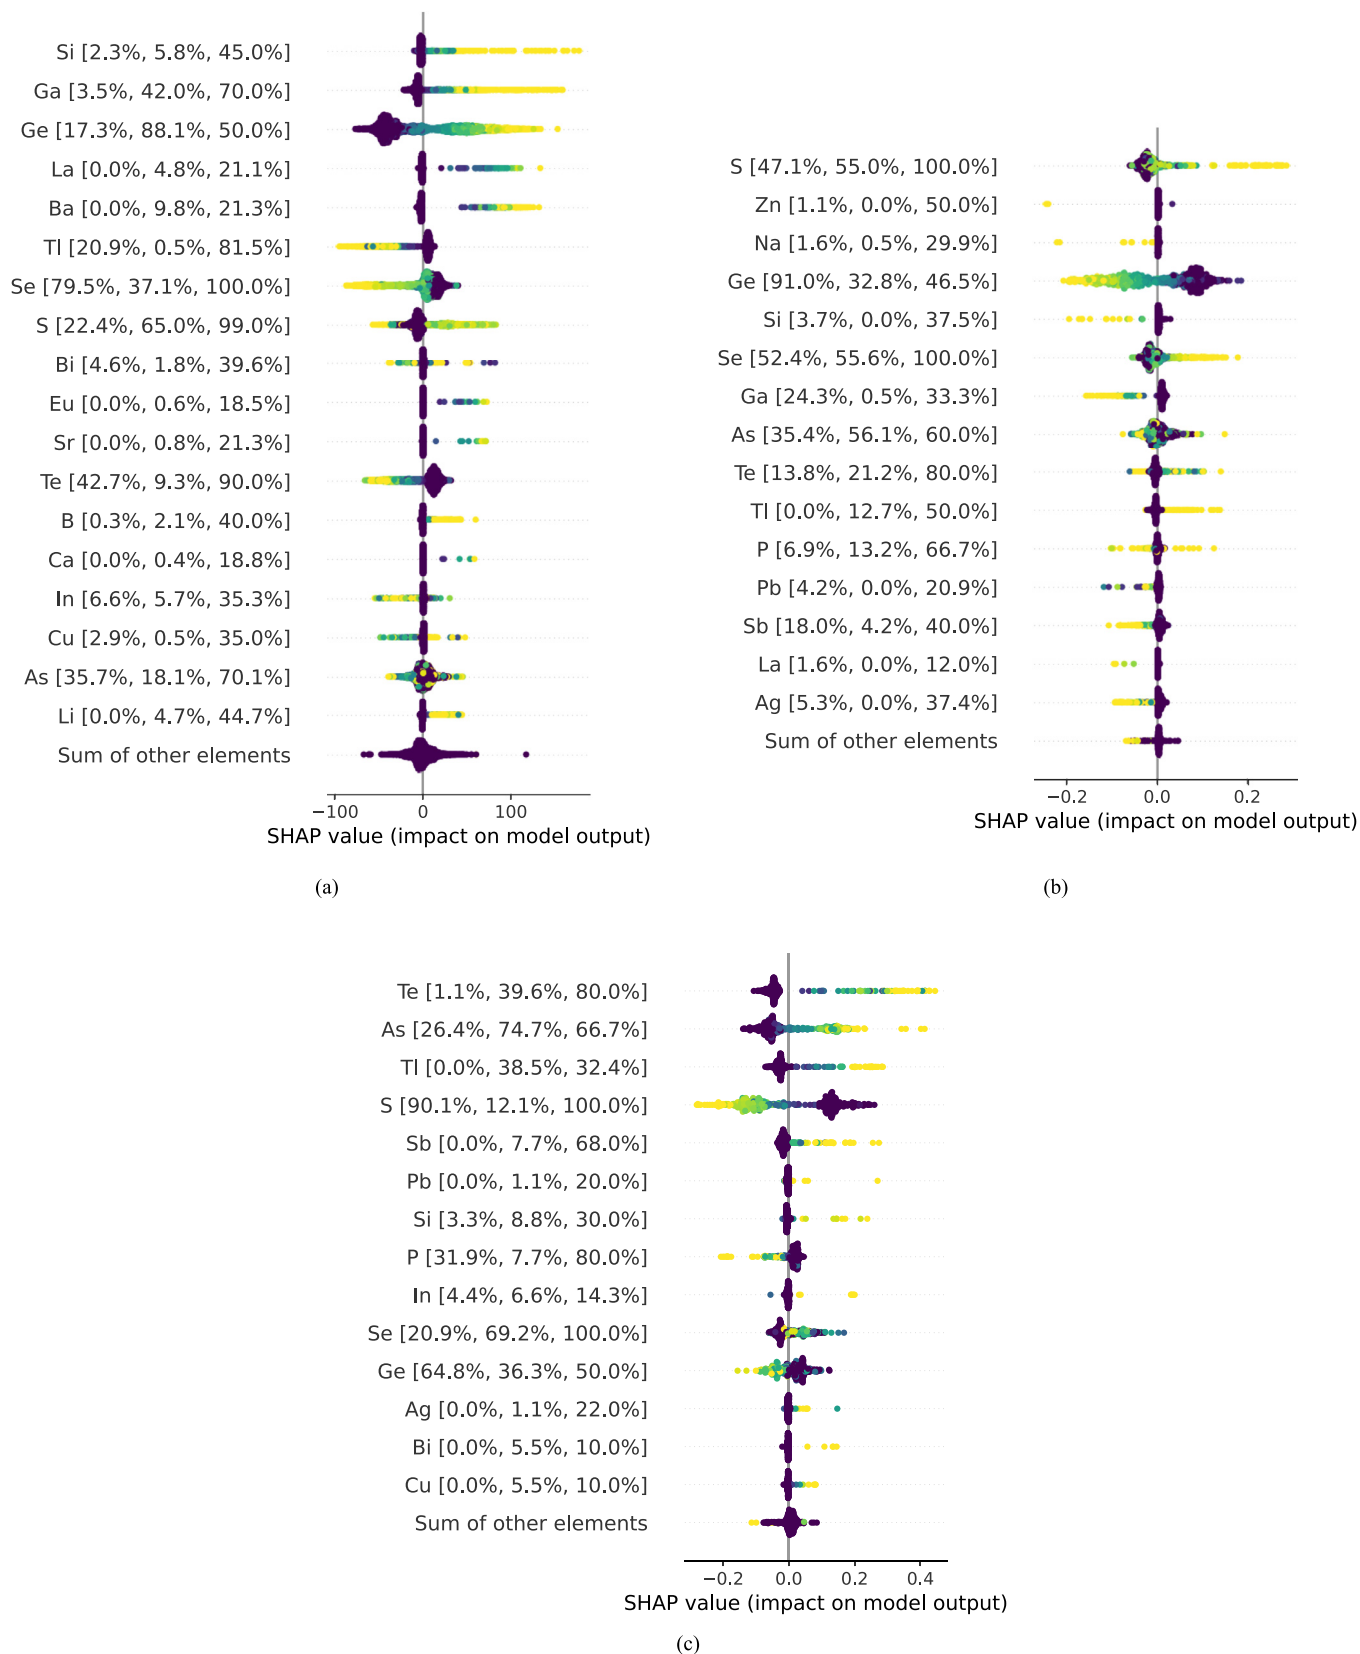 Si [2.3%, 5.8%, 45.0%]
Ga [3.5%, 42.0%, 70.0%]
Ge [17.3%, 88.1%, 50.0%]
La [0.0%, 4.8%, 21.1%]
Ba [0.0%, 9.8%, 21.3%]
Tl [20.9%, 0.5%, 81.5%]
Se [79.5%, 37.1%, 100.0%]
S [22.4%, 65.0%, 99.0%]
Bi [4.6%, 1.8%, 39.6%]
Eu [0.0%, 0.6%, 18.5%]
Sr [0.0%, 0.8%, 21.3%]
Te [42.7%, 9.3%, 90.0%]
B [0.3%, 2.1%, 40.0%]
Ca [0.0%, 0.4%, 18.8%]
In [6.6%, 5.7%, 35.3%]
Cu [2.9%, 0.5%, 35.0%]
As [35.7%, 18.1%, 70.1%]
Li [0.0%, 4.7%, 44.7%]
Sum of other elements
−100 0 100
SHAP value (impact on model output)
(a)
S [47.1%, 55.0%, 100.0%]
Zn [1.1%, 0.0%, 50.0%]
Na [1.6%, 0.5%, 29.9%]
Ge [91.0%, 32.8%, 46.5%]
Si [3.7%, 0.0%, 37.5%]
Se [52.4%, 55.6%, 100.0%]
Ga [24.3%, 0.5%, 33.3%]
As [35.4%, 56.1%, 60.0%]
Te [13.8%, 21.2%, 80.0%]
Tl [0.0%, 12.7%, 50.0%]
P [6.9%, 13.2%, 66.7%]
Pb [4.2%, 0.0%, 20.9%]
Sb [18.0%, 4.2%, 40.0%]
La [1.6%, 0.0%, 12.0%]
Ag [5.3%, 0.0%, 37.4%]
Sum of other elements
−0.2 0.0 0.2
SHAP value (impact on model output)
(b)
Te [1.1%, 39.6%, 80.0%]
As [26.4%, 74.7%, 66.7%]
Tl [0.0%, 38.5%, 32.4%]
S [90.1%, 12.1%, 100.0%]
Sb [0.0%, 7.7%, 68.0%]
Pb [0.0%, 1.1%, 20.0%]
Si [3.3%, 8.8%, 30.0%]
P [31.9%, 7.7%, 80.0%]
In [4.4%, 6.6%, 14.3%]
Se [20.9%, 69.2%, 100.0%]
Ge [64.8%, 36.3%, 50.0%]
Ag [0.0%, 1.1%, 22.0%]
Bi [0.0%, 5.5%, 10.0%]
Cu [0.0%, 5.5%, 10.0%]
Sum of other elements
−0.2 0.0 0.2 0.4
SHAP value (impact on model output)
(c)